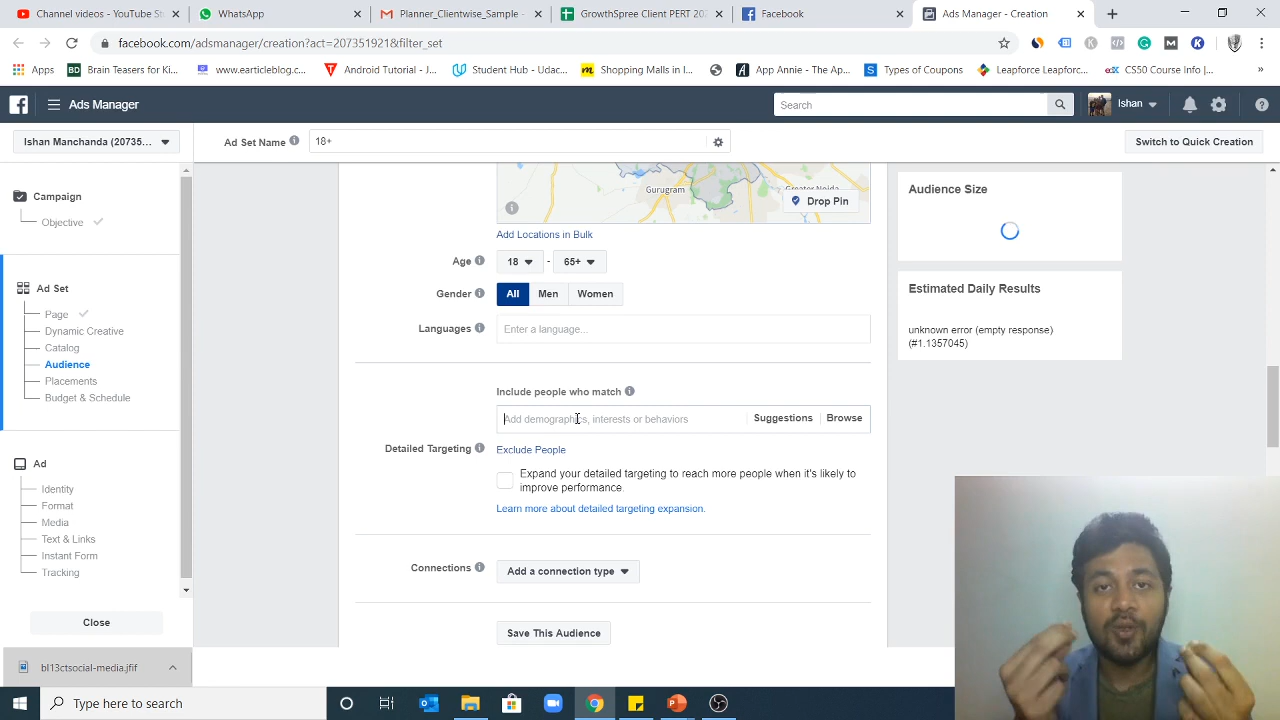 Channel videos - YouTube St
WhatsApp
Planner_Clientwise_Sample -
GrowthSpree Client PERT 202
Facebook
Ads Manager - Creation
facebook.com/adsmanager/creation?act=207351921&filter_set
Apps
Brain Teasers for Ki...
www.earticleblog.c...
Android Tutorial - J...
Student Hub - Udac...
Shopping Malls in I...
App Annie - The Ap...
Types of Coupons
Leapforce Leapforc...
CS50 Course Info |...
Ads Manager
Search
Ishan
Ishan Manchanda (20735...
Ad Set Name
18+
Switch to Quick Creation
Campaign
Objective
Ad Set
Page
Dynamic Creative
Catalog
Audience
Placements
Budget & Schedule
Ad
Identity
Format
Media
Text & Links
Instant Form
Tracking
Close
Gurugram
Greater Noida
Drop Pin
Add Locations in Bulk
Age
18
-
65+
Gender
All
Men
Women
Languages
Enter a language...
Include people who match
Add demographics, interests or behaviors
Suggestions
Browse
Detailed Targeting
Exclude People
Expand your detailed targeting to reach more people when it's likely to
improve performance.
Learn more about detailed targeting expansion.
Connections
Add a connection type
Save This Audience
Audience Size
Estimated Daily Results
unknown error (empty response)
(#1.1357045)
bl13ctsocial-media.jfif
Type here to search